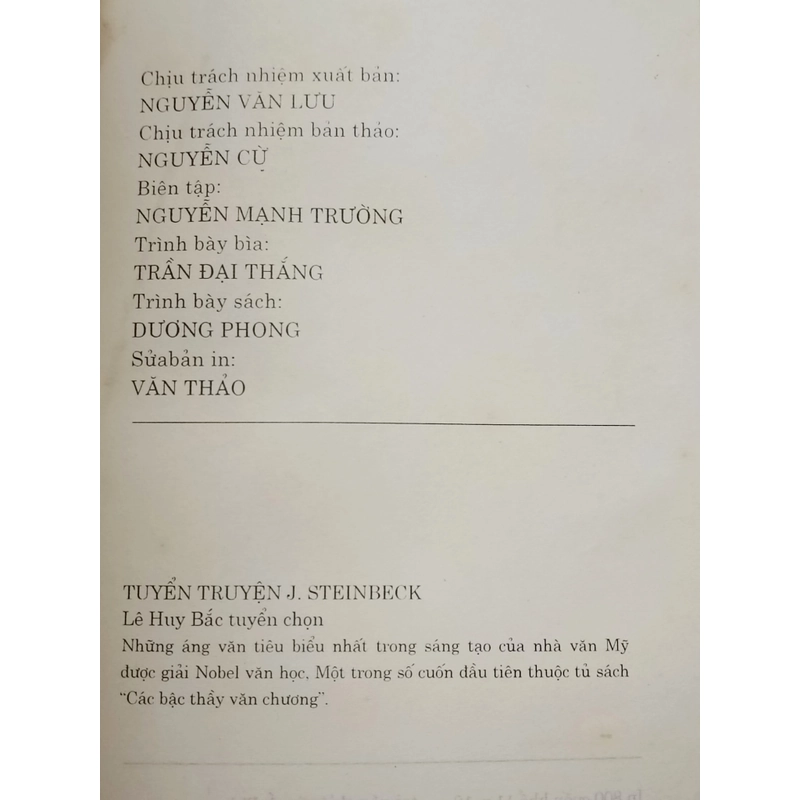 Chịu trách nhiệm xuất bản:
NGUYỄN VĂN LƯU
Chịu trách nhiệm bản thảo:
NGUYỄN CỪ
Biên tập:
NGUYỄN MẠNH TRƯỜNG
Trình bày bìa:
TRẦN ĐẠI THẮNG
Trình bày sách:
DƯƠNG PHONG
Sửabản in:
VĂN THẢO
TUYỂN TRUYỆN J. STEINBECK
Lê Huy Bắc tuyển chọn
Những áng văn tiêu biểu nhất trong sáng tạo của nhà văn Mỹ
được giải Nobel văn học, Một trong số cuốn đầu tiên thuộc tủ sách
“Các bậc thầy văn chương”.